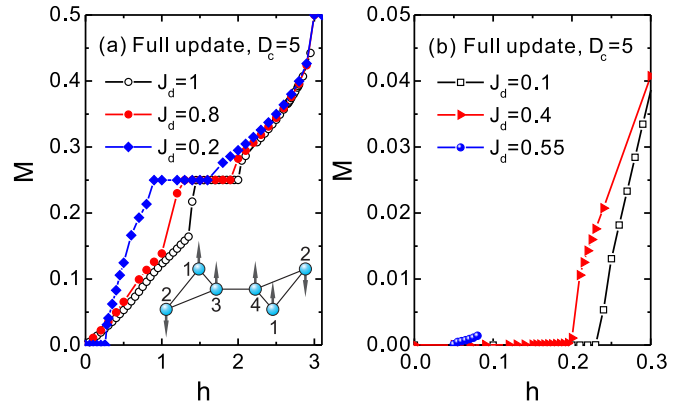 (a) Full update, D_c=5
J_d=1
J_d=0.8
J_d=0.2
0.5
0.4
0.3
0.2
0.1
0.0
M
0 1 2 3
h
1
2
3
4
1
2
(b) Full update, D_c=5
J_d=0.1
J_d=0.4
J_d=0.55
0.05
0.04
0.03
0.02
0.01
0.00
M
0.0 0.1 0.2 0.3
h